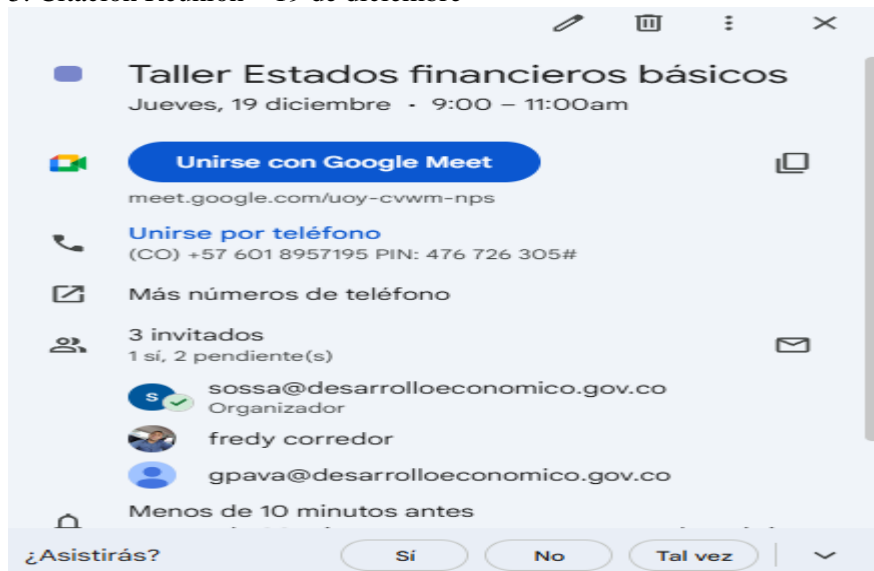 Taller Estados financieros básicos
Jueves, 19 diciembre · 9:00 – 11:00am
Unirse con Google Meet
meet.google.com/uoy-cvwm-nps
Unirse por teléfono
(CO) +57 601 8957195 PIN: 476 726 305#
Más números de teléfono
3 invitados
1 sí, 2 pendiente(s)
S
sossa@desarrolloeconomico.gov.co
Organizador
fredy corredor
gpava@desarrolloeconomico.gov.co
Menos de 10 minutos antes
¿Asistirás?
Sí
No
Tal vez